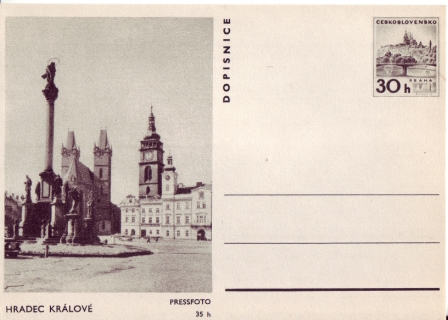 DOPISNICE
ČESKOSLOVENSKO
PRAHA
30 h
PRESSFOTO
35 h
HRADEC KRÁLOVÉ